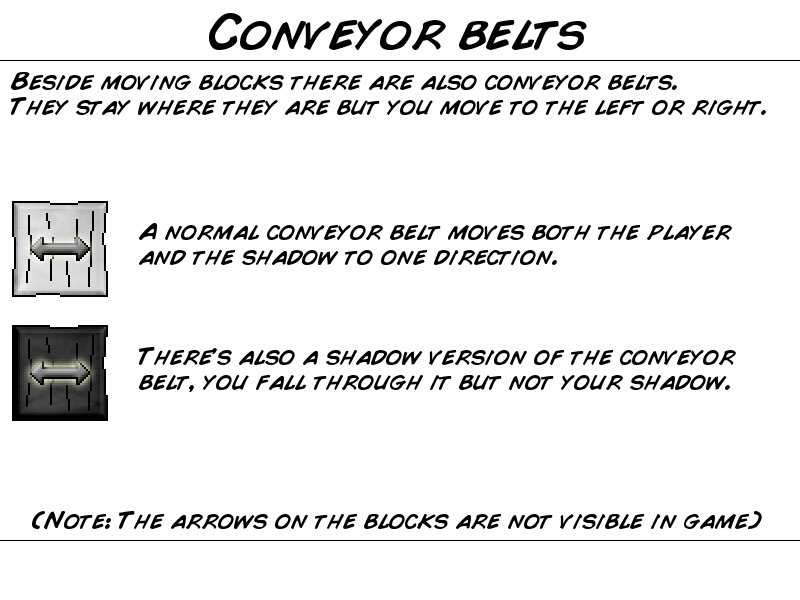 Conveyor belts
Beside moving blocks there are also conveyor belts.
They stay where they are but you move to the left or right.
A normal conveyor belt moves both the player
and the shadow to one direction.
There's also a shadow version of the conveyor
belt, you fall through it but not your shadow.
(Note: The arrows on the blocks are not visible in game)